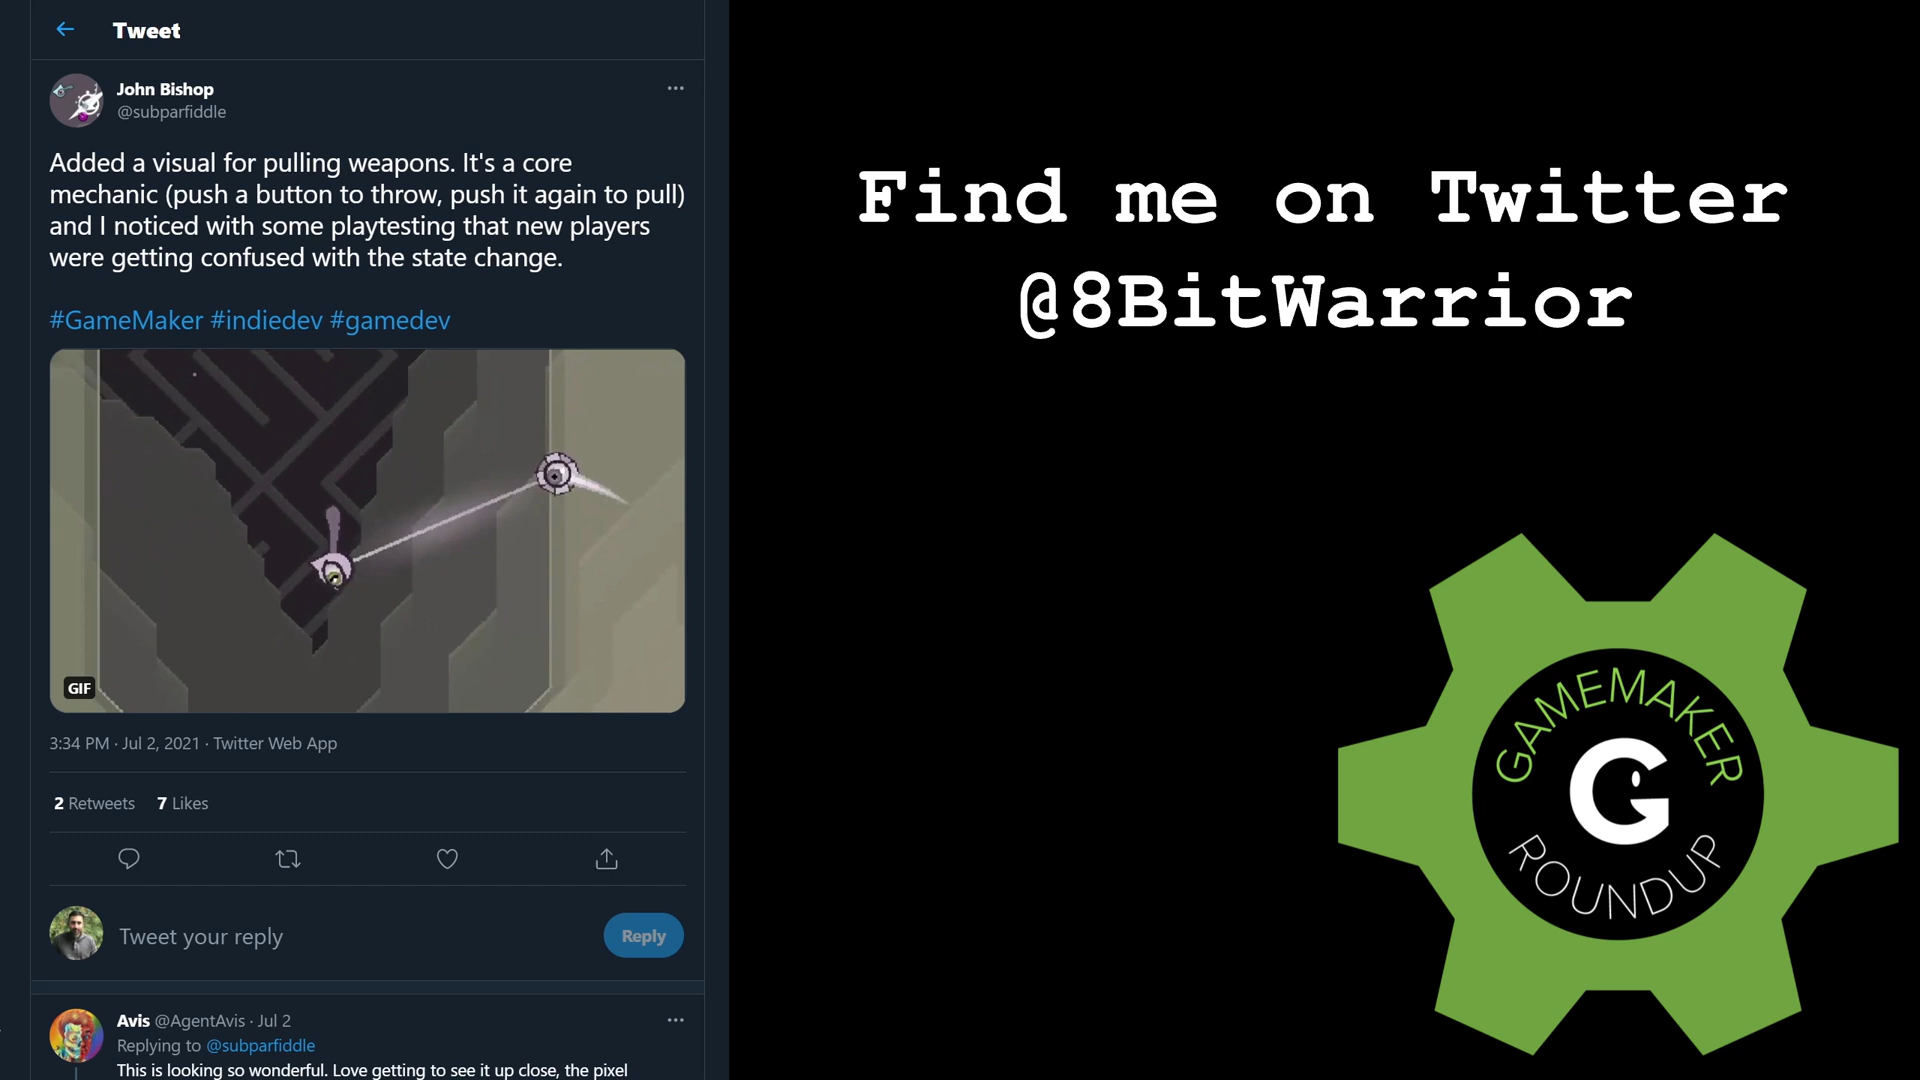 Tweet
John Bishop
@subparfiddle
Added a visual for pulling weapons. It's a core
mechanic (push a button to throw, push it again to pull)
and I noticed with some playtesting that new players
were getting confused with the state change.
#GameMaker #indiedev #gamedev
GIF
3:34 PM · Jul 2, 2021 · Twitter Web App
2 Retweets 7 Likes
Tweet your reply
Reply
Avis @AgentAvis · Jul 2
Replying to @subparfiddle
This is looking so wonderful. Love getting to see it up close, the pixel
Find me on Twitter
@8BitWarrior
GAMEMAKER
G
ROUNDUP